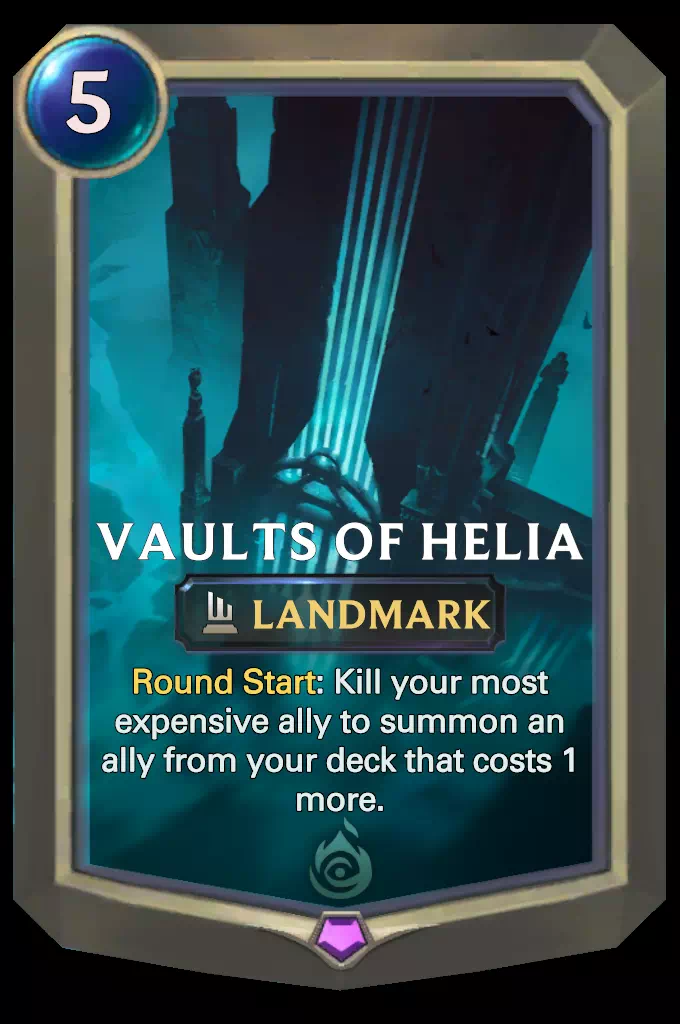 5
VAULTS OF HELIA
LANDMARK
Round Start: Kill your most
expensive ally to summon an
ally from your deck that costs 1
more.